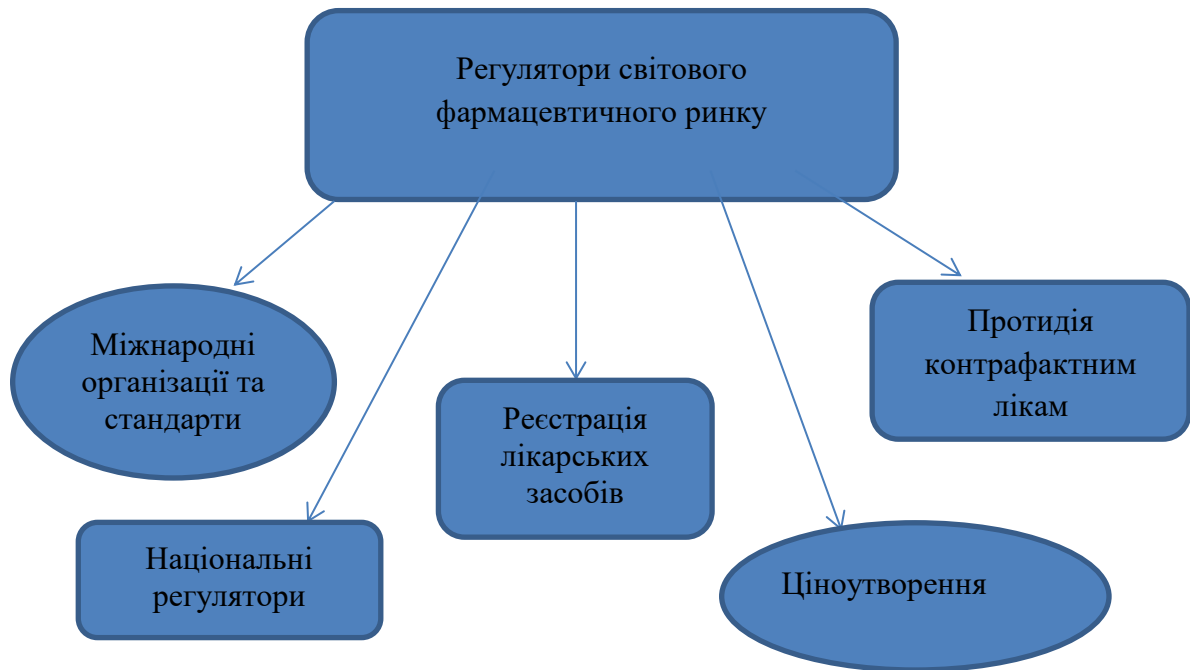 Регулятори світового
фармацевтичного ринку
Міжнародні
організації та
стандарти
Національні
регулятори
Реєстрація
лікарських
засобів
Ціноутворення
Протидія
контрафактним
лікам